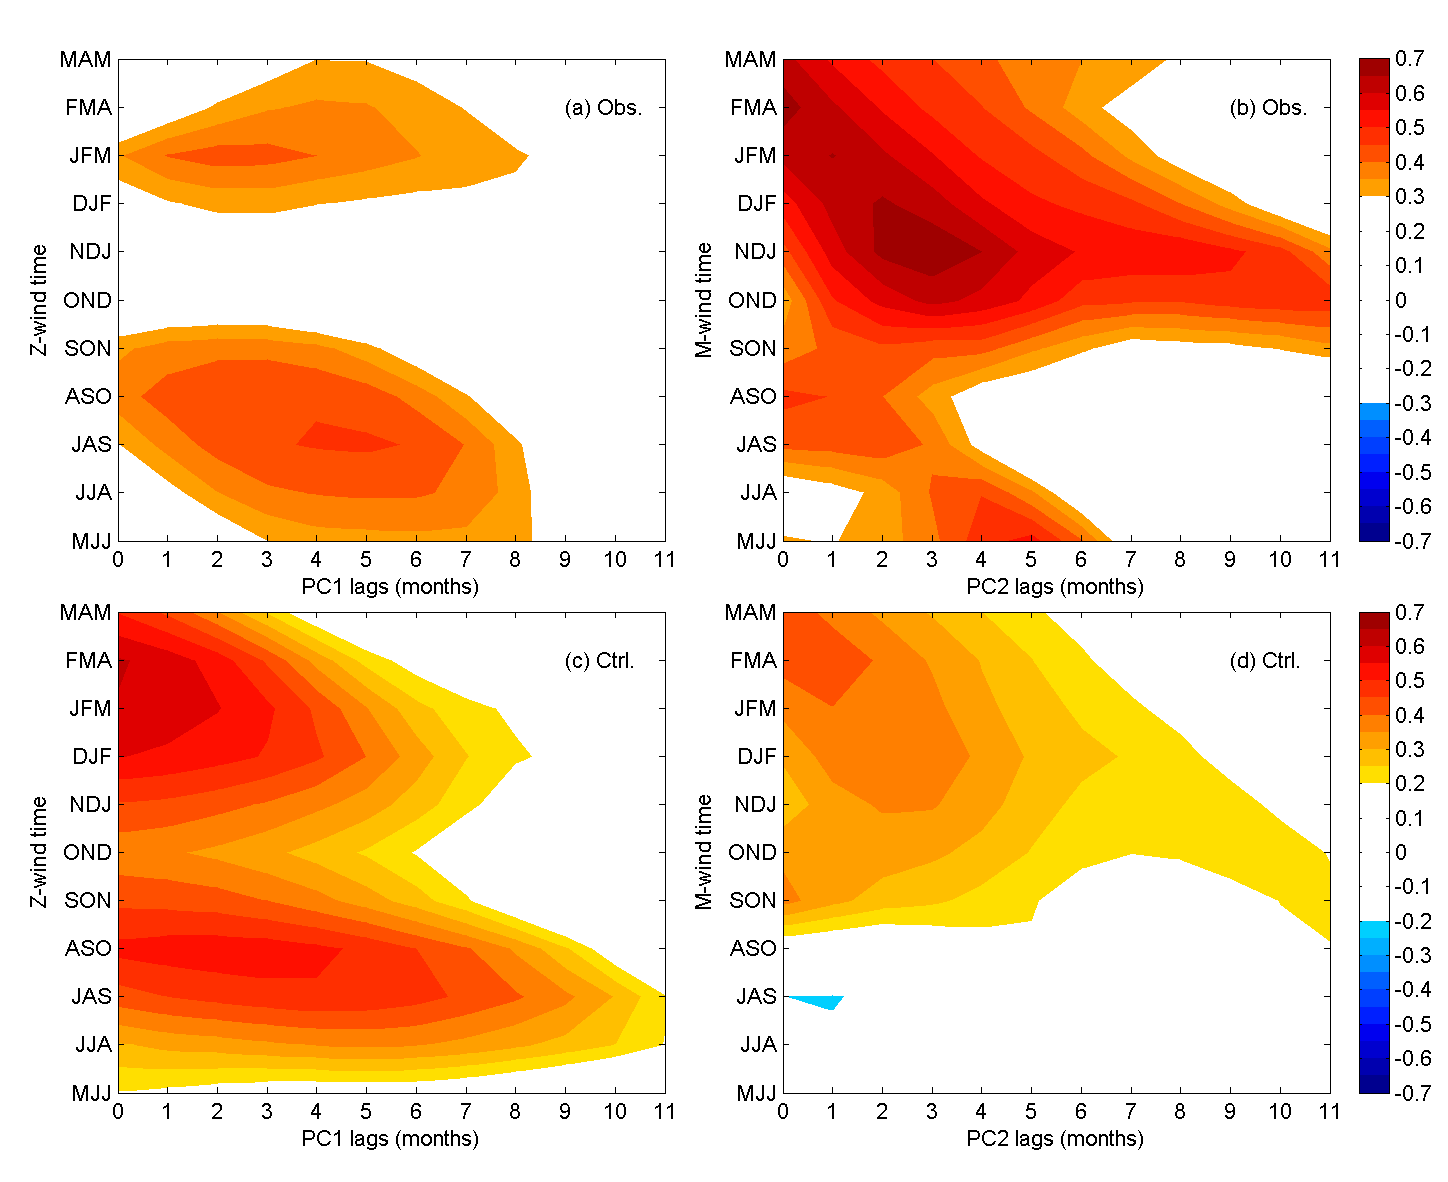 MAM
FMA
JFM
DJF
NDJ
OND
SON
ASO
JAS
JJA
MJJ
Z-wind time
(a) Obs.
0 1 2 3 4 5 6 7 8 9 10 11
PC1 lags (months)
MAM
FMA
JFM
DJF
NDJ
OND
SON
ASO
JAS
JJA
MJJ
M-wind time
(b) Obs.
0 1 2 3 4 5 6 7 8 9 10 11
PC2 lags (months)
0.7
0.6
0.5
0.4
0.3
0.2
0.1
0
-0.1
-0.2
-0.3
-0.4
-0.5
-0.6
-0.7
MAM
FMA
JFM
DJF
NDJ
OND
SON
ASO
JAS
JJA
MJJ
Z-wind time
(c) Ctrl.
0 1 2 3 4 5 6 7 8 9 10 11
PC1 lags (months)
MAM
FMA
JFM
DJF
NDJ
OND
SON
ASO
JAS
JJA
MJJ
M-wind time
(d) Ctrl.
0 1 2 3 4 5 6 7 8 9 10 11
PC2 lags (months)
0.7
0.6
0.5
0.4
0.3
0.2
0.1
0
-0.1
-0.2
-0.3
-0.4
-0.5
-0.6
-0.7